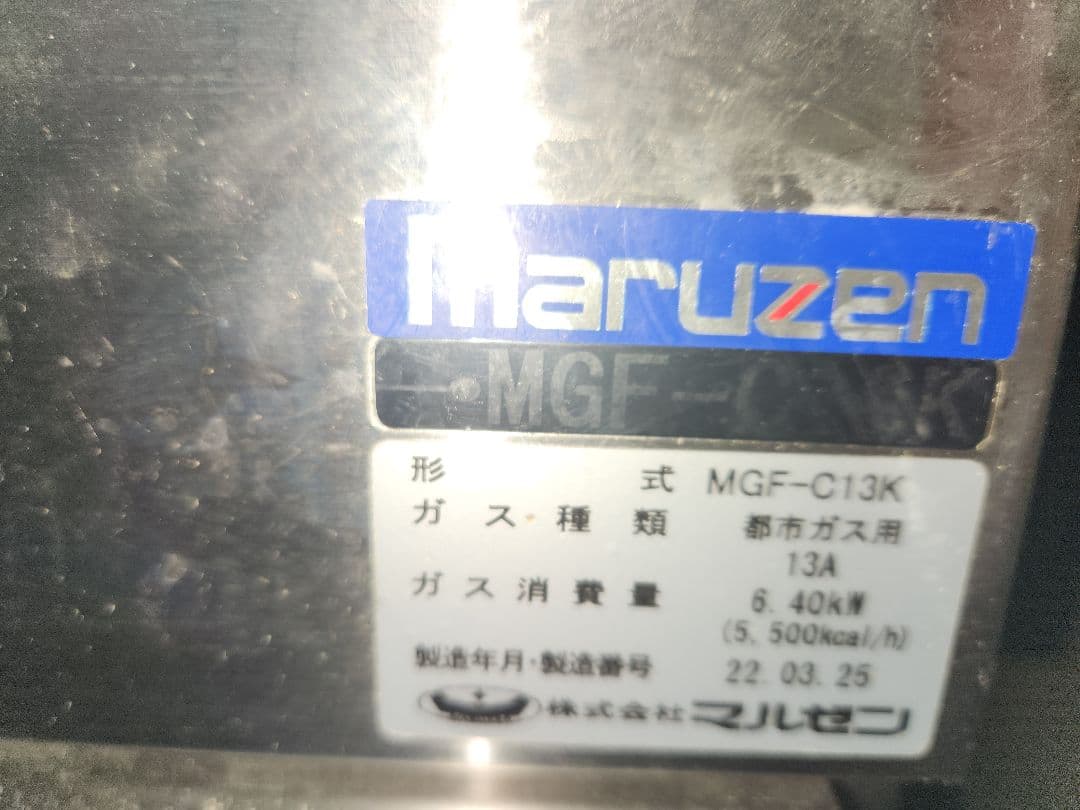 maruzen
MGF-C13K
形式 MGF-C13K
ガス種類 都市ガス用
13A
ガス消費量 6.40kW
(5,500kcal/h)
製造年月・製造番号 22.03.25
株式会社マルゼン